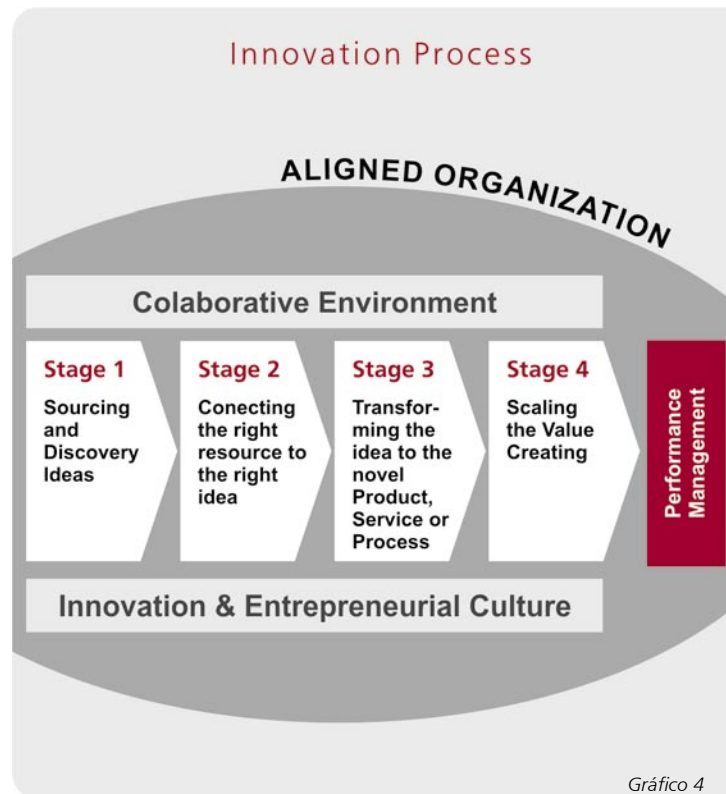 Innovation Process
ALIGNED ORGANIZATION
Colaborative Environment
Stage 1
Sourcing
and
Discovery
Ideas
Stage 2
Conecting
the right
resource to
the right
idea
Stage 3
Transfor-
ming the
idea to the
novel
Product,
Service or
Process
Stage 4
Scaling
the Value
Creating
Performance
Management
Innovation & Entrepreneurial Culture
Gráfico 4